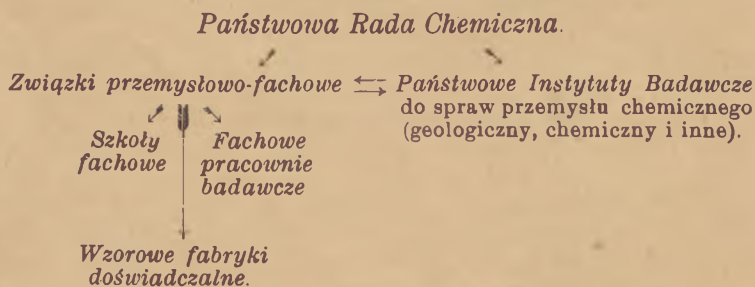 Państwowa Rada Chemiczna.
Związki przemysłowo-fachowe ⇆ Państwowe Instytuty Badawcze
do spraw przemysłu chemicznego
(geologiczny, chemiczny i inne).
Szkoły
fachowe
Fachowe
pracownie
badawcze
Wzorowe fabryki
doświadczalne.